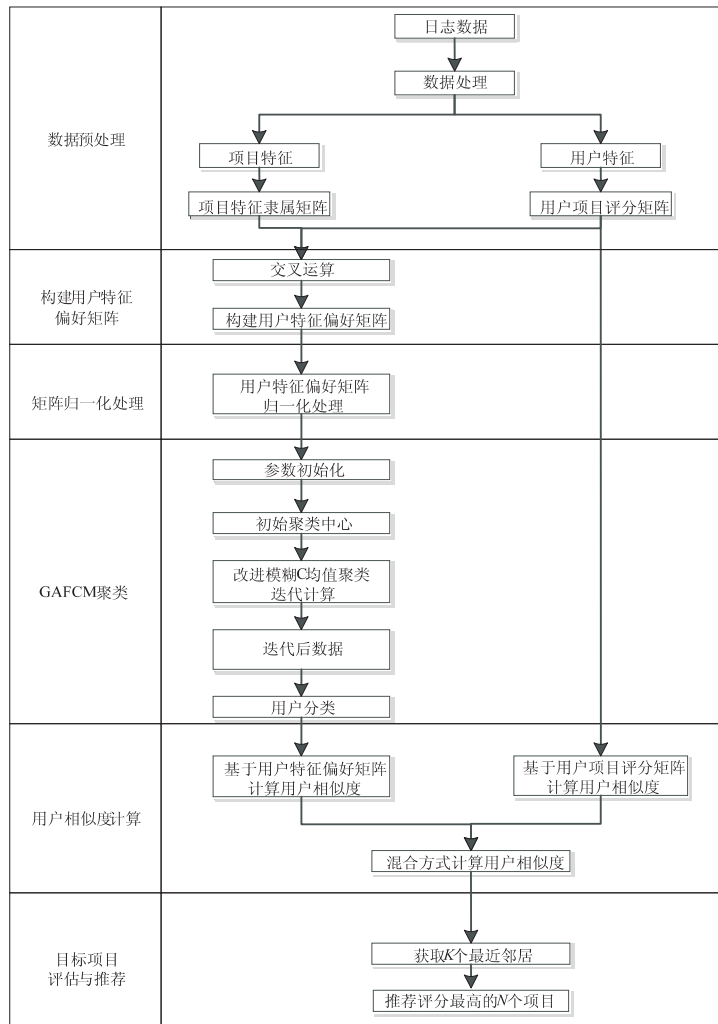 日志数据
数据处理
数据预处理
项目特征
用户特征
项目特征隶属矩阵
用户项目评分矩阵
交叉运算
构建用户特征
偏好矩阵
构建用户特征偏好矩阵
矩阵归一化处理
用户特征偏好矩阵
归一化处理
参数初始化
初始聚类中心
GAFCM聚类
改进模糊C均值聚类
迭代计算
迭代后数据
用户分类
用户相似度计算
基于用户特征偏好矩阵
计算用户相似度
基于用户项目评分矩阵
计算用户相似度
混合方式计算用户相似度
目标项目
评估与推荐
获取K个最近邻居
推荐评分最高的N个项目